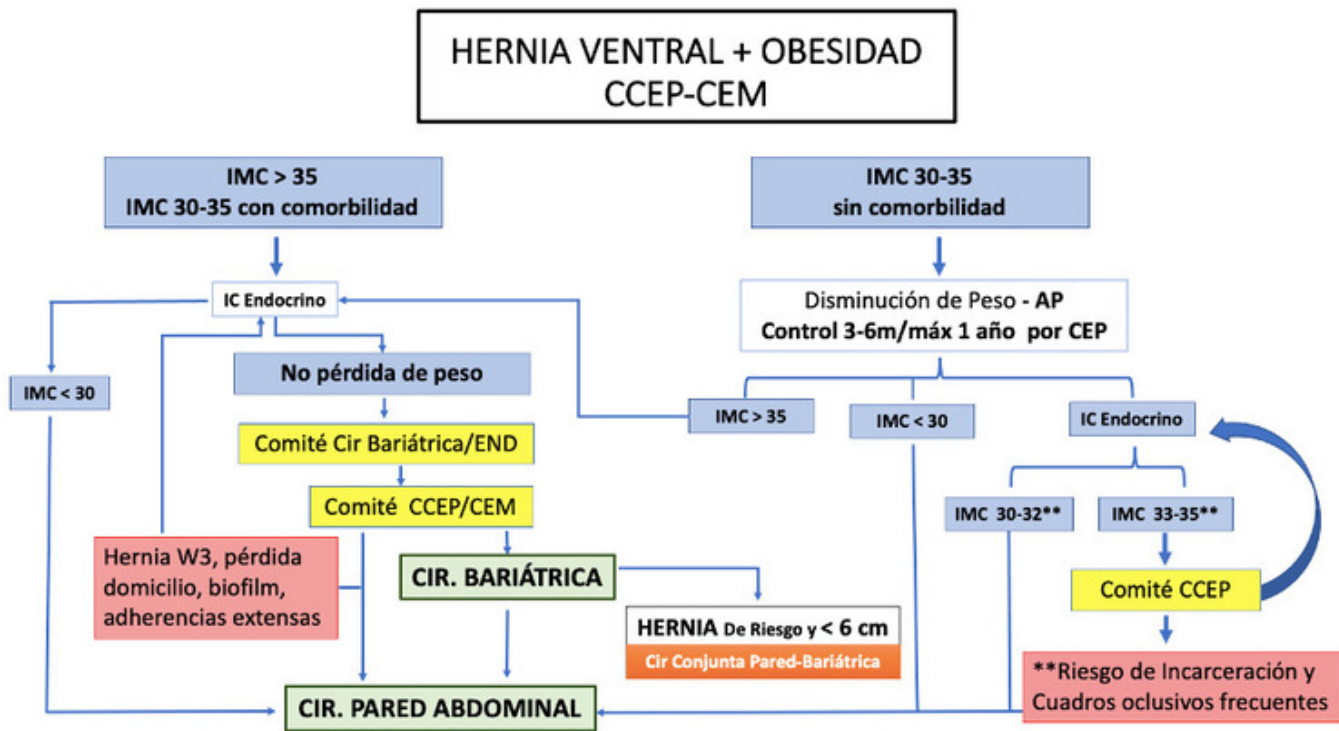 HERNIA VENTRAL + OBESIDAD
CCEP-CEM
IMC > 35
IMC 30-35 con comorbilidad
IMC 30-35
sin comorbilidad
IC Endocrino
Disminución de Peso - AP
Control 3-6m/máx 1 año por CEP
IMC < 30
No pérdida de peso
IMC > 35
IMC < 30
IC Endocrino
Comité Cir Bariátrica/END
Comité CCEP/CEM
IMC 30-32**
IMC 33-35**
Hernia W3, pérdida
domicilio, biofilm,
adherencias extensas
CIR. BARIÁTRICA
Comité CCEP
HERNIA De Riesgo y < 6 cm
Cir Conjunta Pared-Bariátrica
CIR. PARED ABDOMINAL
**Riesgo de Incarceración y
Cuadros oclusivos frecuentes